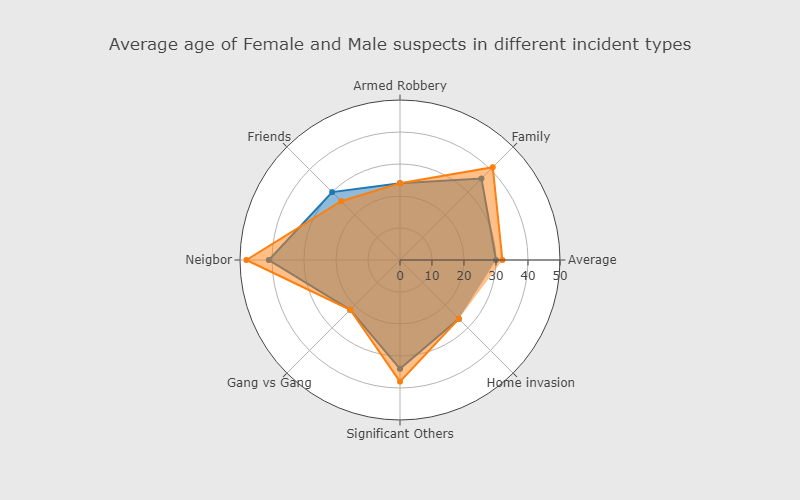 Average age of Female and Male suspects in different incident types
Armed Robbery
Friends
Family
Neigbor
Average
0 10 20 30 40 50
Gang vs Gang
Home invasion
Significant Others